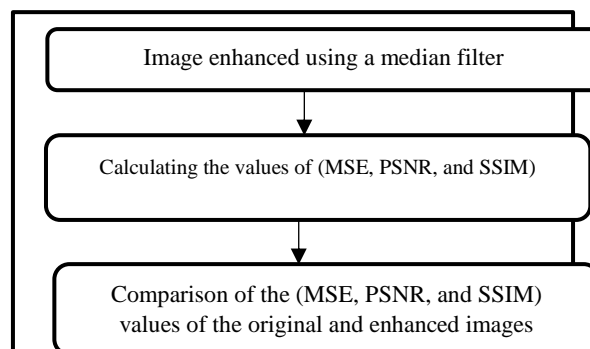 Image enhanced using a median filter
Calculating the values of (MSE, PSNR, and SSIM)
Comparison of the (MSE, PSNR, and SSIM)
values of the original and enhanced images